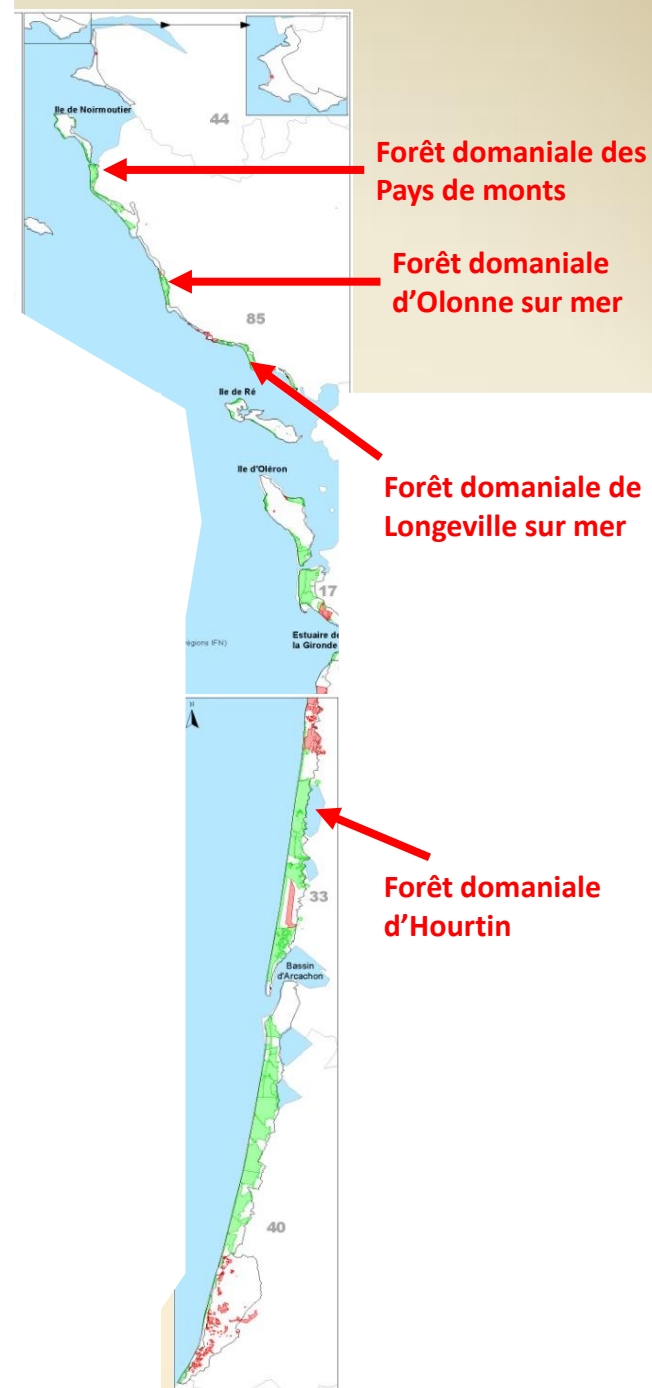 Ile de Noirmoutier
44
Forêt domaniale des
Pays de monts
Forêt domaniale
d’Olonne sur mer
85
Ile de Ré
Ile d'Oléron
Forêt domaniale de
Longeville sur mer
17
régions IFN)
Estuaire de
la Gironde
N
Forêt domaniale
d’Hourtin
33
Bassin
d'Arcachon
40